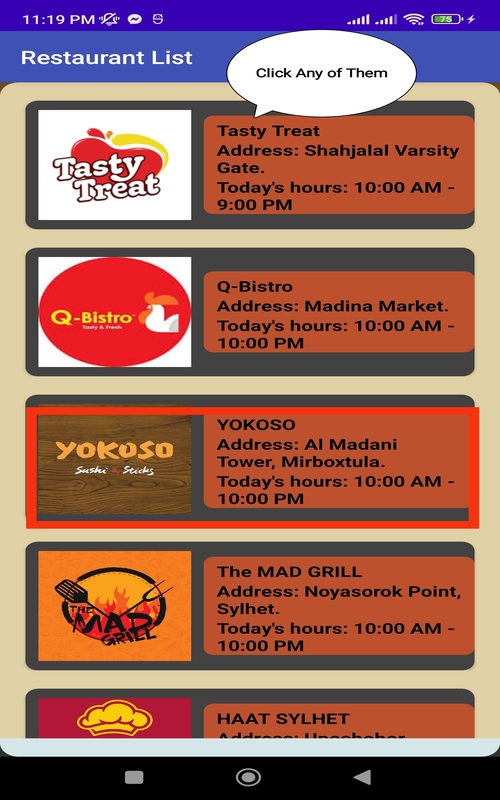 11:19 PM
75
Restaurant List
Click Any of Them
Tasty
Treat
Tasty Treat
Address: Shahjalal Varsity
Gate.
Today's hours: 10:00 AM -
9:00 PM
Q-Bistro
Tasty & Fresh
Q-Bistro
Address: Madina Market.
Today's hours: 10:00 AM -
10:00 PM
YOKOSO
Sushi & Sticks
YOKOSO
Address: Al Madani
Tower, Mirboxtula.
Today's hours: 10:00 AM -
10:00 PM
THE
MAD
GRILL
The MAD GRILL
Address: Noyasorok Point,
Sylhet.
Today's hours: 10:00 AM -
10:00 PM
HAAT SYLHET
Address: